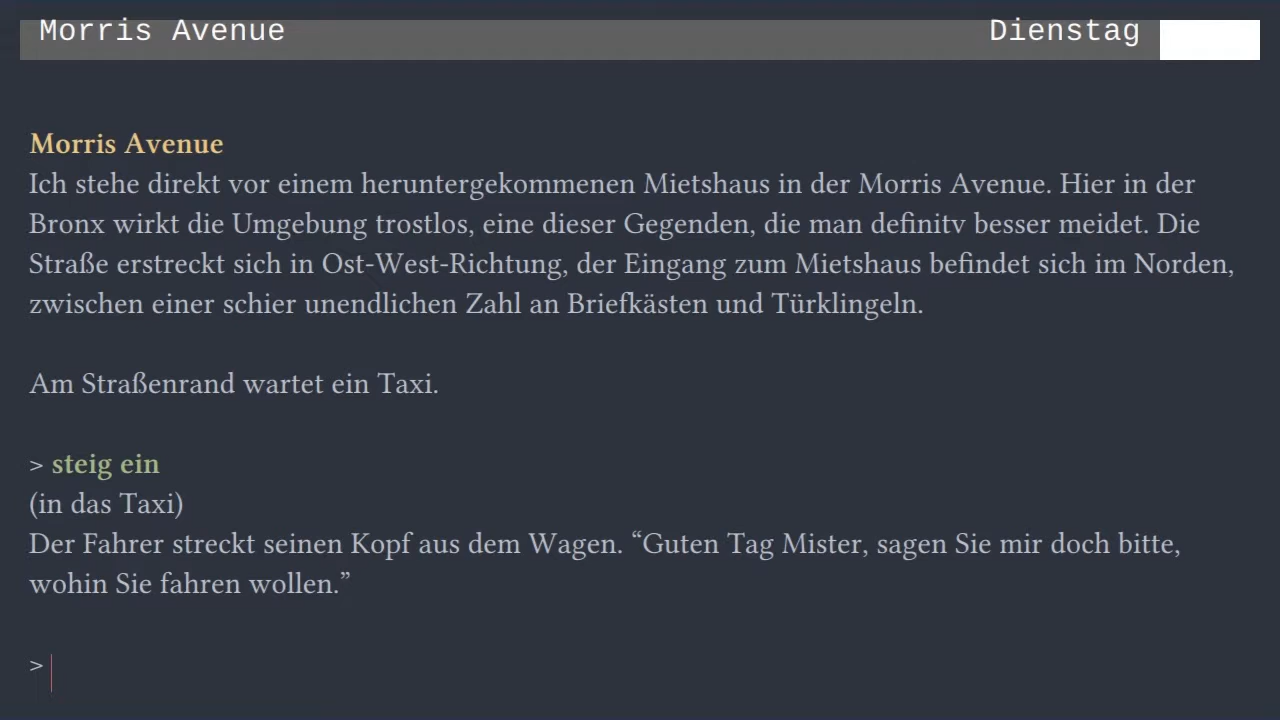 Morris Avenue Dienstag
Morris Avenue
Ich stehe direkt vor einem heruntergekommenen Mietshaus in der Morris Avenue. Hier in der
Bronx wirkt die Umgebung trostlos, eine dieser Gegenden, die man definitv besser meidet. Die
Straße erstreckt sich in Ost-West-Richtung, der Eingang zum Mietshaus befindet sich im Norden,
zwischen einer schier unendlichen Zahl an Briefkästen und Türklingeln.
Am Straßenrand wartet ein Taxi.
> steig ein
(in das Taxi)
Der Fahrer streckt seinen Kopf aus dem Wagen. “Guten Tag Mister, sagen Sie mir doch bitte,
wohin Sie fahren wollen.”
>